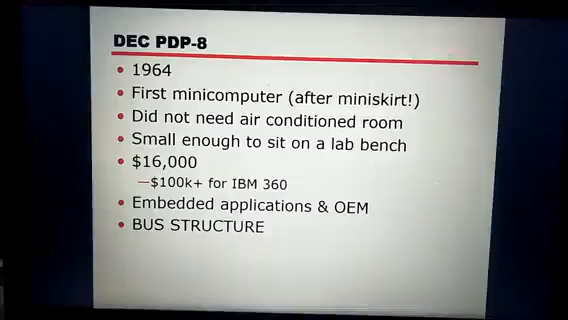 DEC PDP-8
• 1964
• First minicomputer (after miniskirt!)
• Did not need air conditioned room
• Small enough to sit on a lab bench
• $16,000
—$100k+ for IBM 360
• Embedded applications & OEM
• BUS STRUCTURE